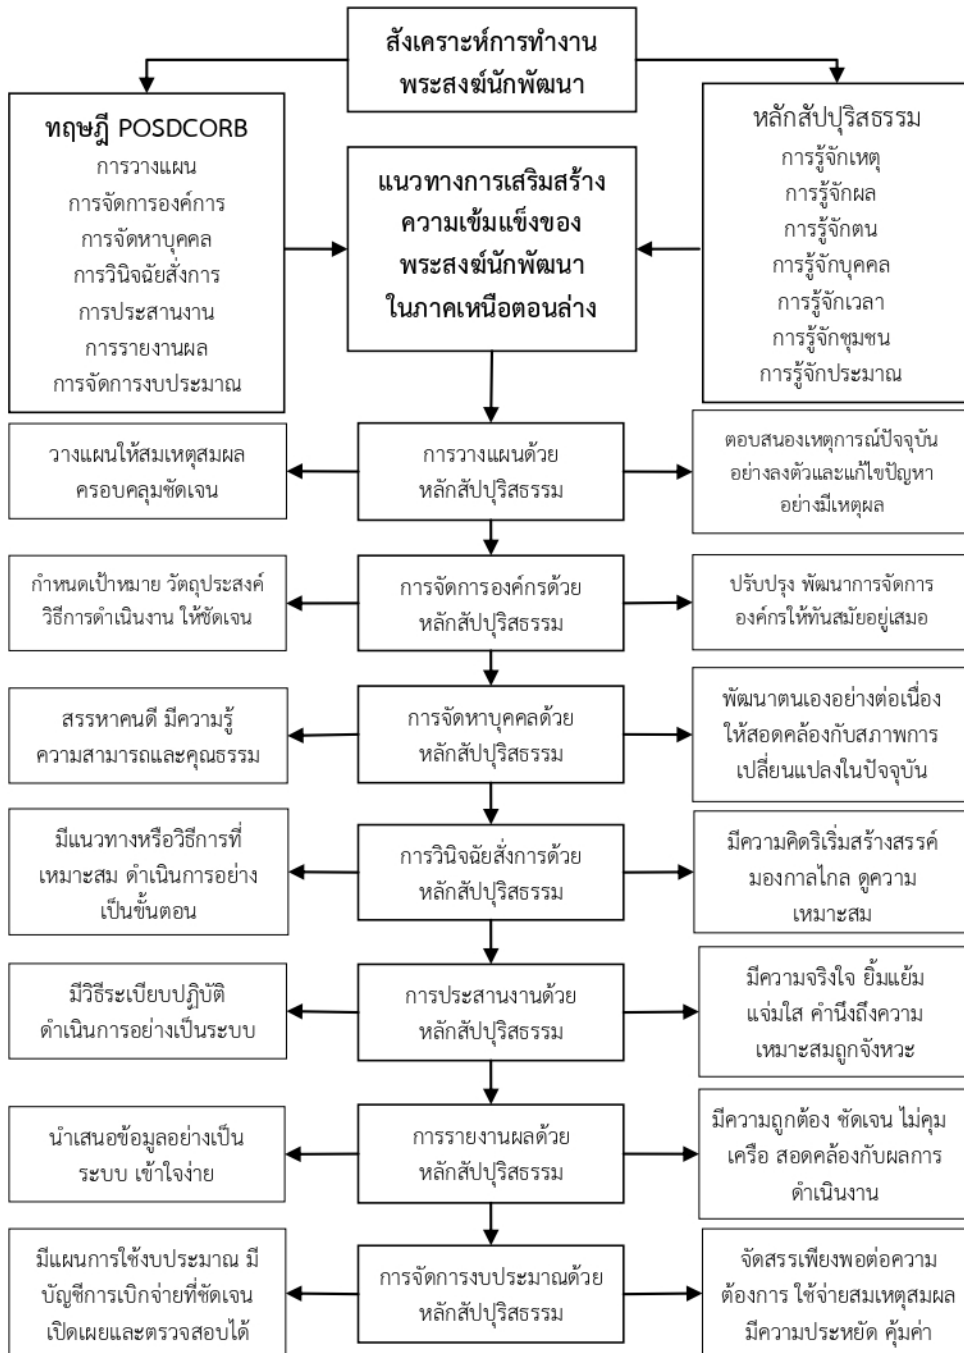 สังเคราะห์การทำงาน
พระสงฆ์นักพัฒนา
ทฤษฎี POSDCORB
การวางแผน
การจัดการองค์การ
การจัดหาบุคคล
การวินิจฉัยสั่งการ
การประสานงาน
การรายงานผล
การจัดการงบประมาณ
แนวทางการเสริมสร้าง
ความเข้มแข็งของ
พระสงฆ์นักพัฒนา
ในภาคเหนือตอนล่าง
หลักสัปปุริสธรรม
การรู้จักเหตุ
การรู้จักผล
การรู้จักตน
การรู้จักบุคคล
การรู้จักเวลา
การรู้จักชุมชน
การรู้จักประมาณ
วางแผนให้สมเหตุสมผล
ครอบคลุมชัดเจน
การวางแผนด้วย
หลักสัปปุริสธรรม
ตอบสนองเหตุการณ์ปัจจุบัน
อย่างลงตัวและแก้ไขปัญหา
อย่างมีเหตุผล
กำหนดเป้าหมาย วัตถุประสงค์
วิธีการดำเนินงาน ให้ชัดเจน
การจัดการองค์กรด้วย
หลักสัปปุริสธรรม
ปรับปรุง พัฒนาการจัดการ
องค์กรให้ทันสมัยอยู่เสมอ
สรรหาคนดี มีความรู้
ความสามารถและคุณธรรม
การจัดหาบุคคลด้วย
หลักสัปปุริสธรรม
พัฒนาตนเองอย่างต่อเนื่อง
ให้สอดคล้องกับสภาพการ
เปลี่ยนแปลงในปัจจุบัน
มีแนวทางหรือวิธีการที่
เหมาะสม ดำเนินการอย่าง
เป็นขั้นตอน
การวินิจฉัยสั่งการด้วย
หลักสัปปุริสธรรม
มีความคิดริเริ่มสร้างสรรค์
มองกาลไกล ดูความ
เหมาะสม
มีวิธีระเบียบปฏิบัติ
ดำเนินการอย่างเป็นระบบ
การประสานงานด้วย
หลักสัปปุริสธรรม
มีความจริงใจ ยิ้มแย้ม
แจ่มใส คำนึงถึงความ
เหมาะสมถูกจังหวะ
นำเสนอข้อมูลอย่างเป็น
ระบบ เข้าใจง่าย
การรายงานผลด้วย
หลักสัปปุริสธรรม
มีความถูกต้อง ชัดเจน ไม่คุม
เครือ สอดคล้องกับผลการ
ดำเนินงาน
มีแผนการใช้งบประมาณ มี
บัญชีการเบิกจ่ายที่ชัดเจน
เปิดเผยและตรวจสอบได้
การจัดการงบประมาณด้วย
หลักสัปปุริสธรรม
จัดสรรเพียงพอต่อความ
ต้องการ ใช้จ่ายสมเหตุสมผล
มีความประหยัด คุ้มค่า